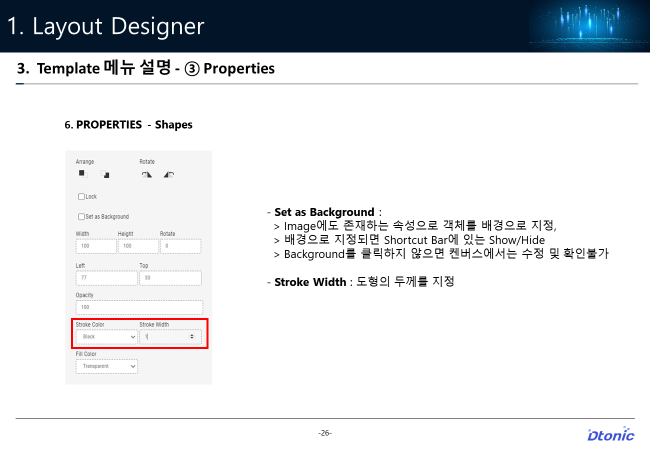 1. Layout Designer
3. Template 메뉴 설명 - ③ Properties
6. PROPERTIES - Shapes
Arrange Rotate
Lock
Set as Background
Width Height Rotate
100 100 0
Left Top
77 50
Opacity
100
Stroke Color Stroke Width
Black 1
Fill Color
Transparent
- Set as Background :
> Image에도 존재하는 속성으로 객체를 배경으로 지정,
> 배경으로 지정되면 Shortcut Bar에 있는 Show/Hide
> Background를 클릭하지 않으면 켄버스에서는 수정 및 확인불가
- Stroke Width : 도형의 두께를 지정
-26-
Dtonic